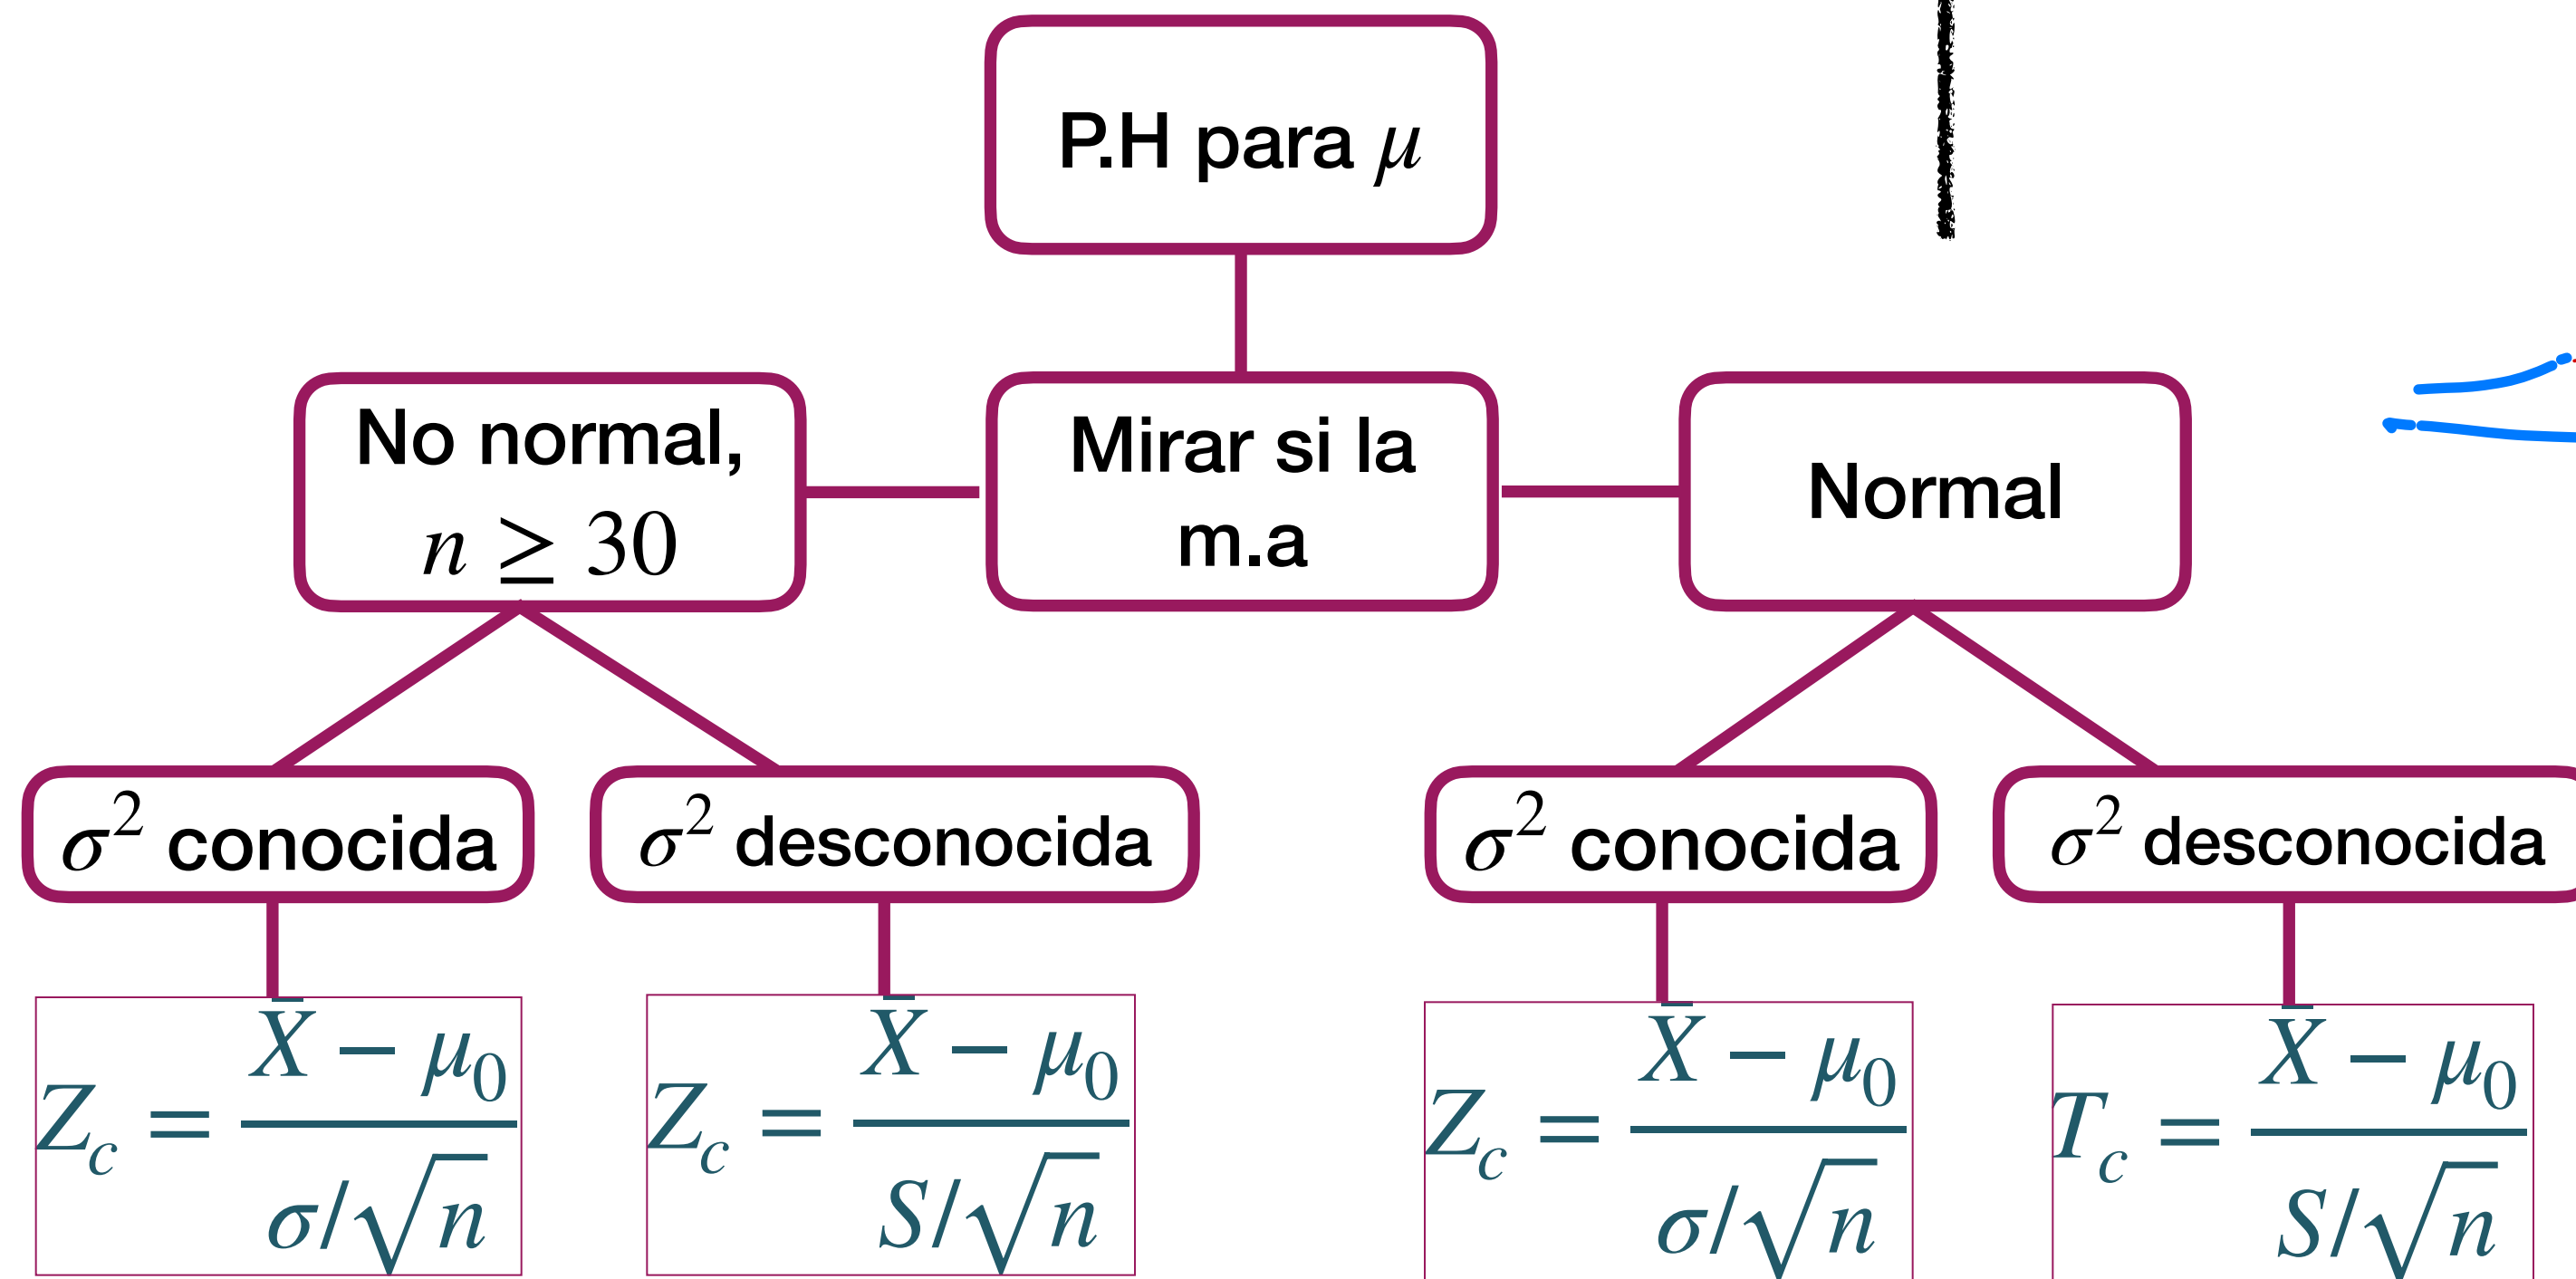 P.H para μ
No normal,
n ≥ 30
Mirar si la
m.a
Normal
σ² conocida
σ² desconocida
σ² conocida
σ² desconocida
Z_c = (X̄ − μ₀)/(σ/√n)
Z_c = (X̄ − μ₀)/(S/√n)
Z_c = (X̄ − μ₀)/(σ/√n)
T_c = (X̄ − μ₀)/(S/√n)